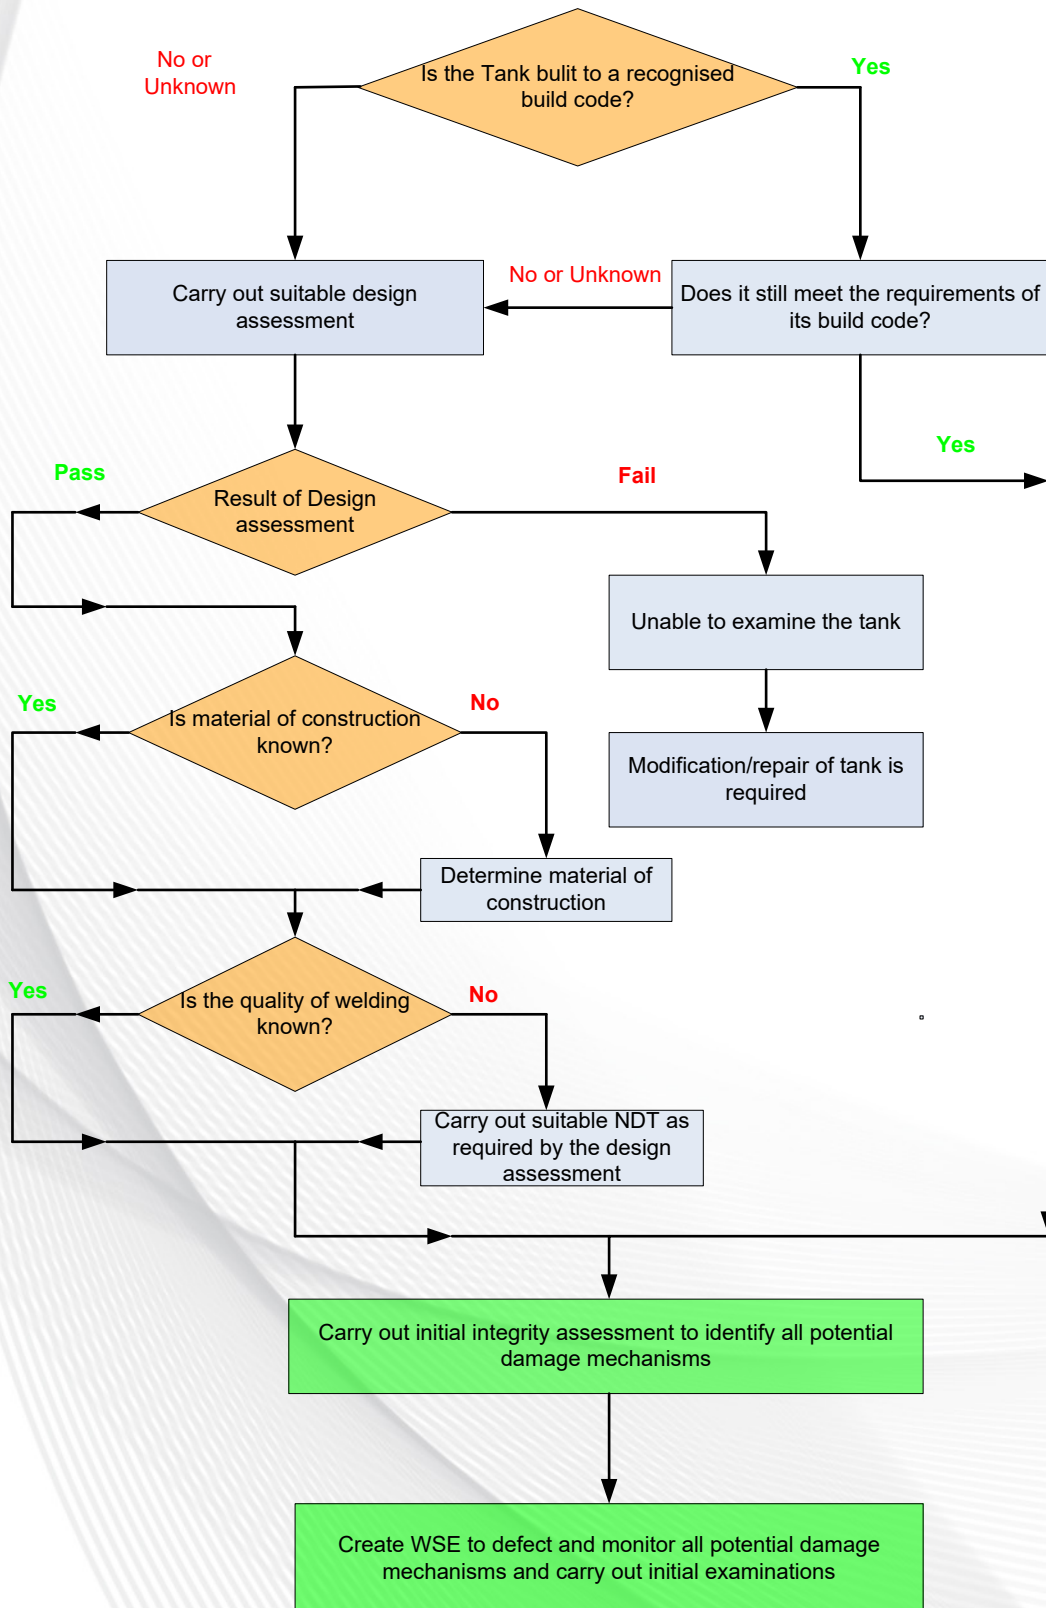 No or
Unknown
Is the Tank bulit to a recognised
build code?
Yes
Carry out suitable design
assessment
No or Unknown
Does it still meet the requirements of
its build code?
Yes
Pass
Result of Design
assessment
Fail
Unable to examine the tank
Yes
Is material of construction
known?
No
Modification/repair of tank is
required
Determine material of
construction
Yes
Is the quality of welding
known?
No
Carry out suitable NDT as
required by the design
assessment
Carry out initial integrity assessment to identify all potential
damage mechanisms
Create WSE to defect and monitor all potential damage
mechanisms and carry out initial examinations